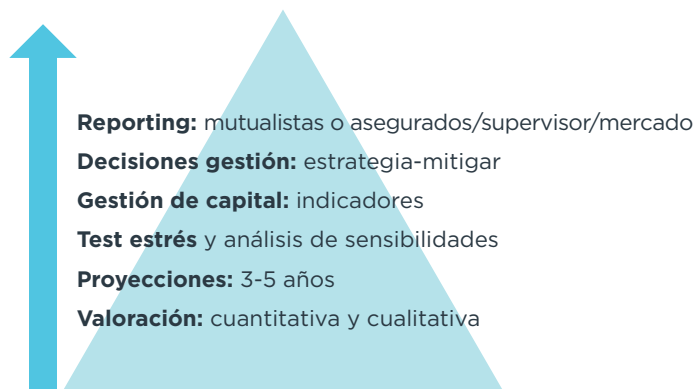 Reporting: mutualistas o asegurados/supervisor/mercado
Decisiones gestión: estrategia-mitigar
Gestión de capital: indicadores
Test estrés y análisis de sensibilidades
Proyecciones: 3-5 años
Valoración: cuantitativa y cualitativa